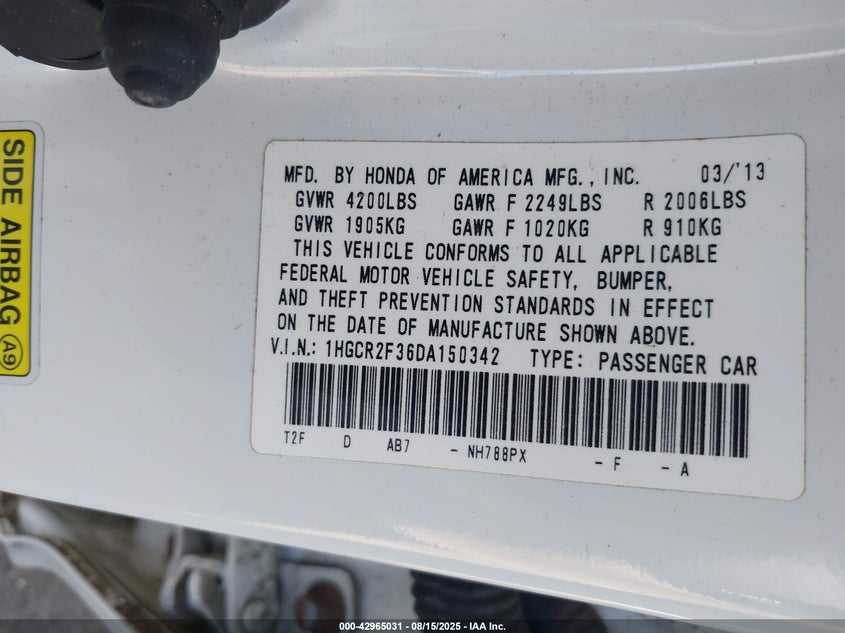 SIDE AIRBAG A9
MFD. BY HONDA OF AMERICA MFG., INC. 03/'13
GVWR 4200LBS GAWR F 2249LBS R 2006LBS
GVWR 1905KG GAWR F 1020KG R 910KG
THIS VEHICLE CONFORMS TO ALL APPLICABLE
FEDERAL MOTOR VEHICLE SAFETY, BUMPER,
AND THEFT PREVENTION STANDARDS IN EFFECT
ON THE DATE OF MANUFACTURE SHOWN ABOVE.
V.I.N.: 1HGCR2F36DA150342 TYPE: PASSENGER CAR
T2F D AB7 - NH788PX - F - A
000-42965031 - 08/15/2025 - IAA Inc.